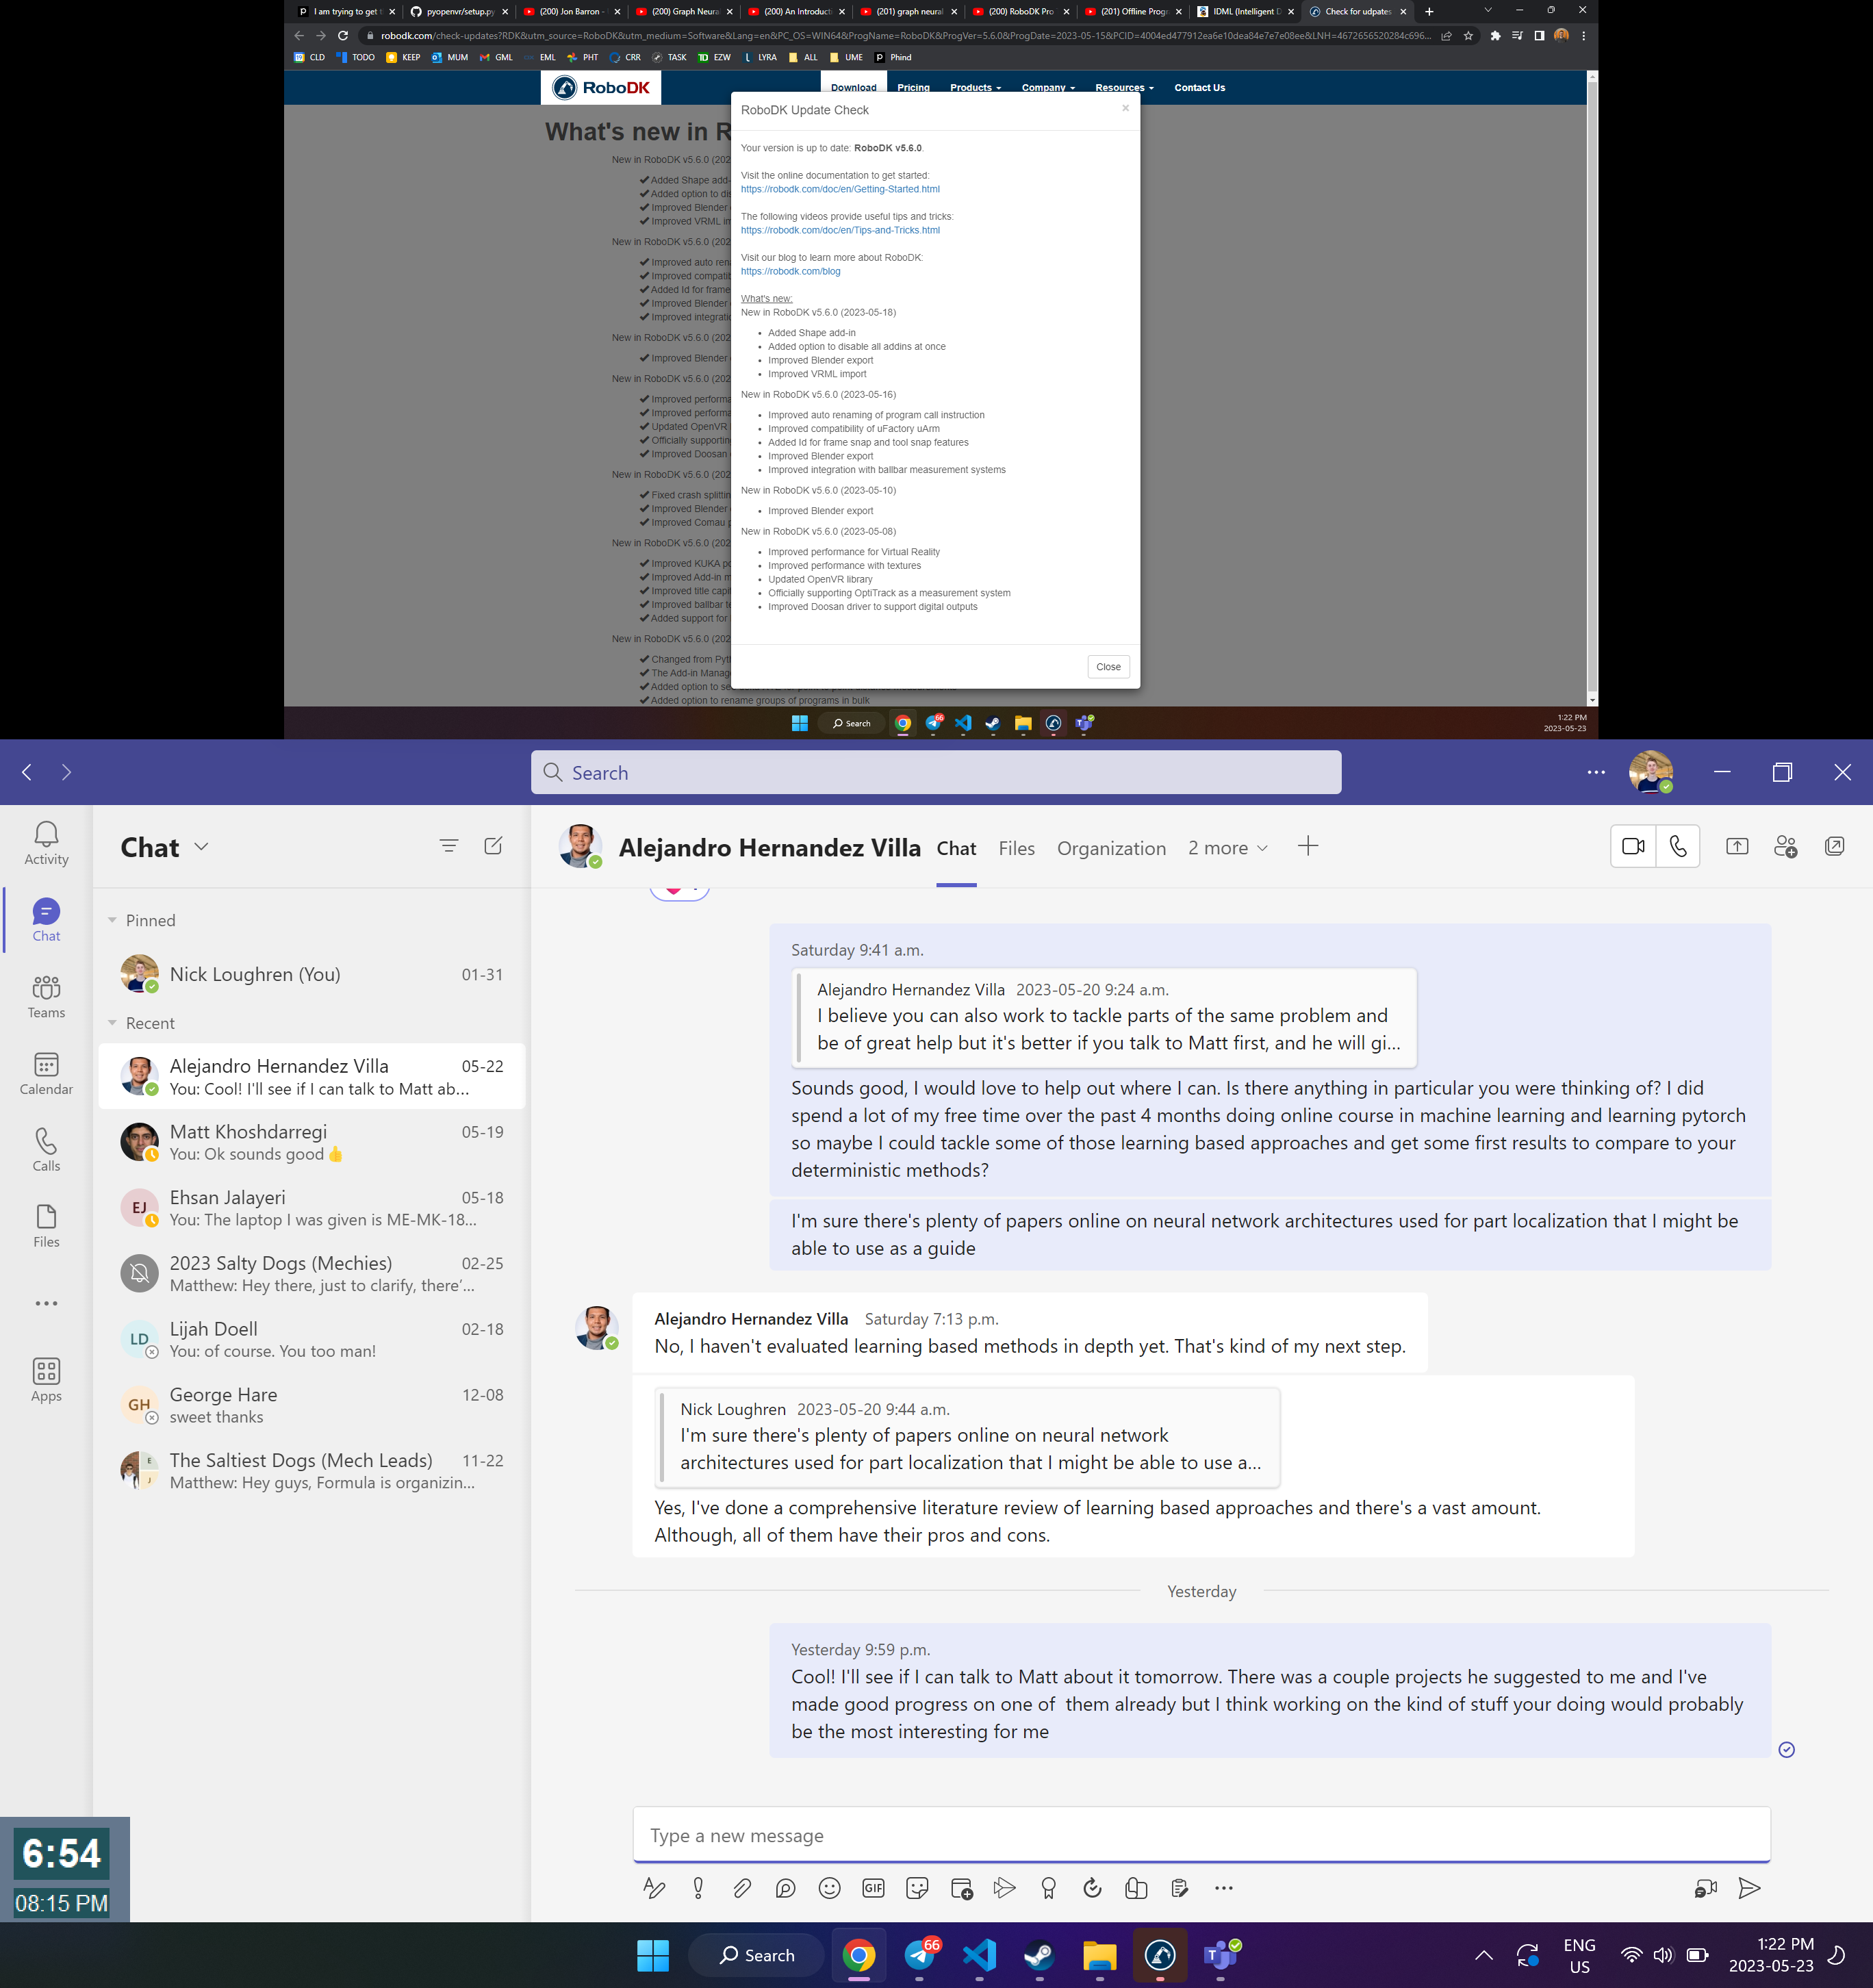 I am trying to get t
pyopenvr/setup.py
(200) Jon Barron -
(200) Graph Neura
(200) An Introducti
(201) graph neural
(200) RoboDK Pro
(201) Offline Progr
IDML (Intelligent D
Check for udpates
robodk.com/check-updates?RDK&utm_source=RoboDK&utm_medium=Software&Lang=en&PC_OS=WIN64&ProgName=RoboDK&ProgVer=5.6.0&ProgDate=2023-05-15&PCID=4004ed477912ea6e10dea84e7e7e08ee&LNH=4672656520284c696...
CLD TODO KEEP MUM GML EML PHT CRR TASK EZW LYRA ALL UME Phind
RoboDK
Download Pricing Products Company Resources Contact Us
What's new in R
New in RoboDK v5.6.0 (202
Added Shape add-
Added option to di
Improved Blender
Improved VRML im
New in RoboDK v5.6.0 (202
Improved auto ren
Improved compatib
Added Id for frame
Improved Blender
Improved integrati
New in RoboDK v5.6.0 (202
Improved Blender
New in RoboDK v5.6.0 (202
Improved performa
Improved performa
Updated OpenVR
Officially supportin
Improved Doosan
New in RoboDK v5.6.0 (202
Fixed crash splittin
Improved Blender
Improved Comau p
New in RoboDK v5.6.0 (202
Improved KUKA po
Improved Add-in m
Improved title capi
Improved ballbar te
Added support for
New in RoboDK v5.6.0 (202
Changed from Pyt
The Add-in Manag
Added option to se
Added option to rename groups of programs in bulk
RoboDK Update Check
Your version is up to date: RoboDK v5.6.0.
Visit the online documentation to get started:
https://robodk.com/doc/en/Getting-Started.html
The following videos provide useful tips and tricks:
https://robodk.com/doc/en/Tips-and-Tricks.html
Visit our blog to learn more about RoboDK:
https://robodk.com/blog
What's new:
New in RoboDK v5.6.0 (2023-05-18)
Added Shape add-in
Added option to disable all addins at once
Improved Blender export
Improved VRML import
New in RoboDK v5.6.0 (2023-05-16)
Improved auto renaming of program call instruction
Improved compatibility of uFactory uArm
Added Id for frame snap and tool snap features
Improved Blender export
Improved integration with ballbar measurement systems
New in RoboDK v5.6.0 (2023-05-10)
Improved Blender export
New in RoboDK v5.6.0 (2023-05-08)
Improved performance for Virtual Reality
Improved performance with textures
Updated OpenVR library
Officially supporting OptiTrack as a measurement system
Improved Doosan driver to support digital outputs
Close
Search
66
1:22 PM
2023-05-23
Search
Activity
Chat
Teams
Calendar
Calls
Files
Apps
Chat
Pinned
Nick Loughren (You) 01-31
Recent
Alejandro Hernandez Villa 05-22
You: Cool! I'll see if I can talk to Matt ab...
Matt Khoshdarregi 05-19
You: Ok sounds good 👍
EJ
Ehsan Jalayeri 05-18
You: The laptop I was given is ME-MK-18...
2023 Salty Dogs (Mechies) 02-25
Matthew: Hey there, just to clarify, there'...
LD
Lijah Doell 02-18
You: of course. You too man!
GH
George Hare 12-08
sweet thanks
E
J
The Saltiest Dogs (Mech Leads) 11-22
Matthew: Hey guys, Formula is organizin...
Alejandro Hernandez Villa Chat Files Organization 2 more
Saturday 9:41 a.m.
Alejandro Hernandez Villa 2023-05-20 9:24 a.m.
I believe you can also work to tackle parts of the same problem and
be of great help but it's better if you talk to Matt first, and he will gi...
Sounds good, I would love to help out where I can. Is there anything in particular you were thinking of? I did
spend a lot of my free time over the past 4 months doing online course in machine learning and learning pytorch
so maybe I could tackle some of those learning based approaches and get some first results to compare to your
deterministic methods?
I'm sure there's plenty of papers online on neural network architectures used for part localization that I might be
able to use as a guide
Alejandro Hernandez Villa Saturday 7:13 p.m.
No, I haven't evaluated learning based methods in depth yet. That's kind of my next step.
Nick Loughren 2023-05-20 9:44 a.m.
I'm sure there's plenty of papers online on neural network
architectures used for part localization that I might be able to use a...
Yes, I've done a comprehensive literature review of learning based approaches and there's a vast amount.
Although, all of them have their pros and cons.
Yesterday
Yesterday 9:59 p.m.
Cool! I'll see if I can talk to Matt about it tomorrow. There was a couple projects he suggested to me and I've
made good progress on one of  them already but I think working on the kind of stuff your doing would probably
be the most interesting for me
Type a new message
GIF
6:54
08:15 PM
Search
66
ENG
US
1:22 PM
2023-05-23